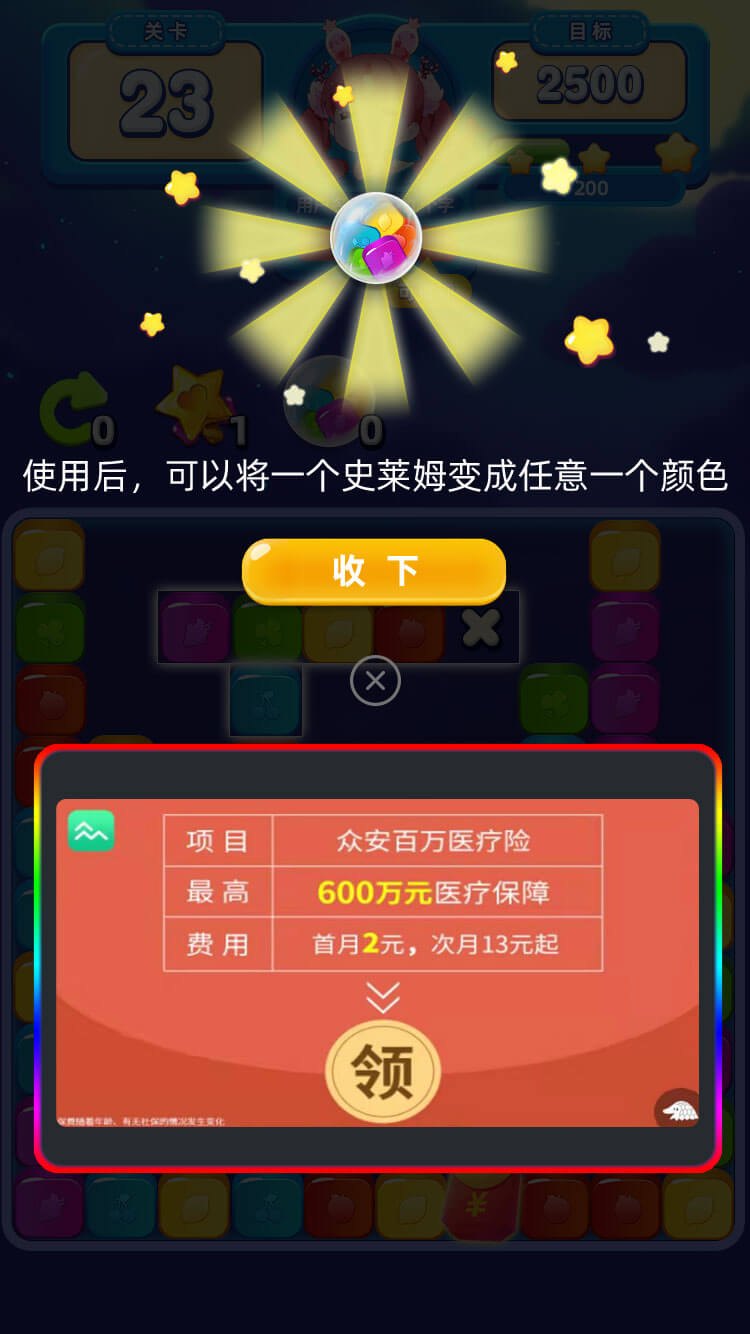 关卡
目标
23
2500
200
0
1
0
使用后，可以将一个史莱姆变成任意一个颜色
收 下
项目 众安百万医疗险
最高 600万元医疗保障
费用 首月2元，次月13元起
领
保费随着年龄、有无社保的情况发生变化
¥